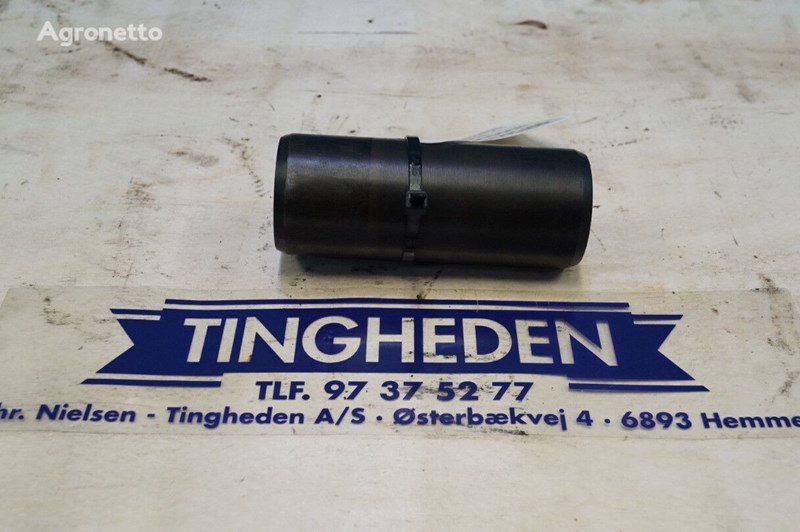 Agronetto
TINGHEDEN
TLF. 97 37 52 77
hr. Nielsen - Tingheden A/S · Østerbækvej 4 · 6893 Hemme